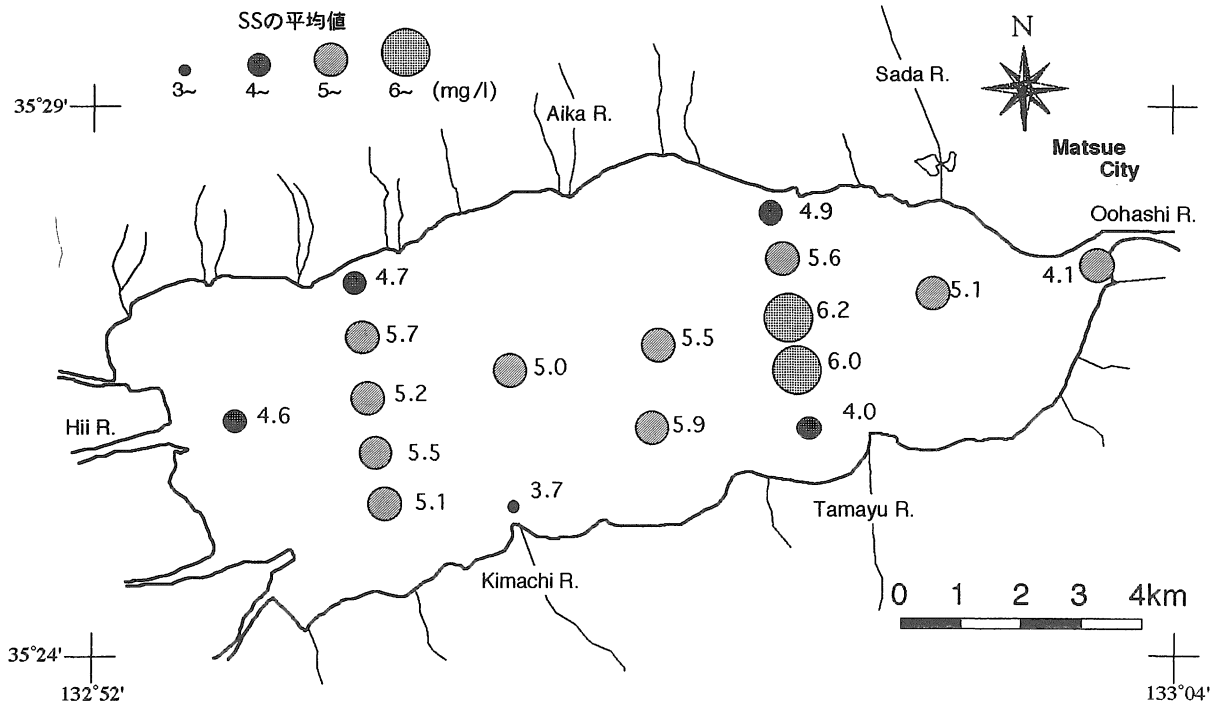 SSの平均値
3~ 4~ 5~ 6~ (mg/l)
N
35°29'
Aika R.
Sada R.
Matsue
City
Oohashi R.
4.9
4.7
5.6
4.1
5.1
6.2
5.7
5.5
6.0
5.0
5.2
4.6
5.9
4.0
Hii R.
5.5
5.1
3.7
Tamayu R.
Kimachi R.
0 1 2 3 4km
35°24'
132°52'
133°04'